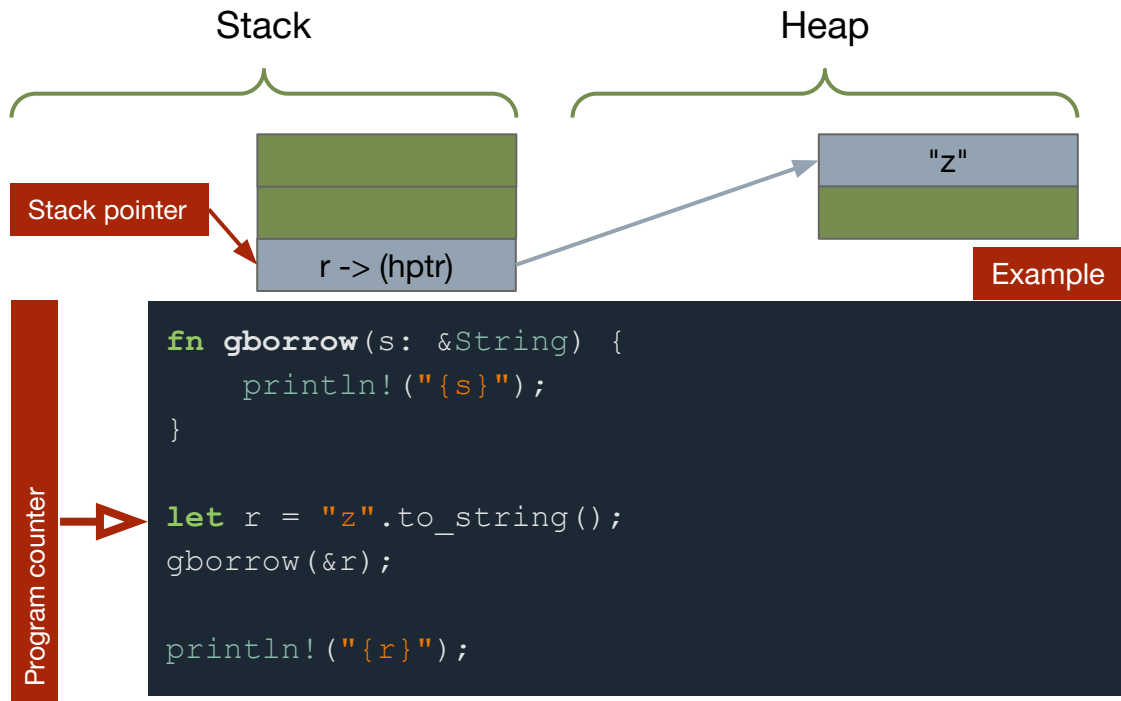 Stack
Heap
"z"
Stack pointer
r -> (hptr)
Example
fn gborrow(s: &String) {
    println!("{s}");
}
let r = "z".to_string();
gborrow(&r);
println!("{r}");
Program counter